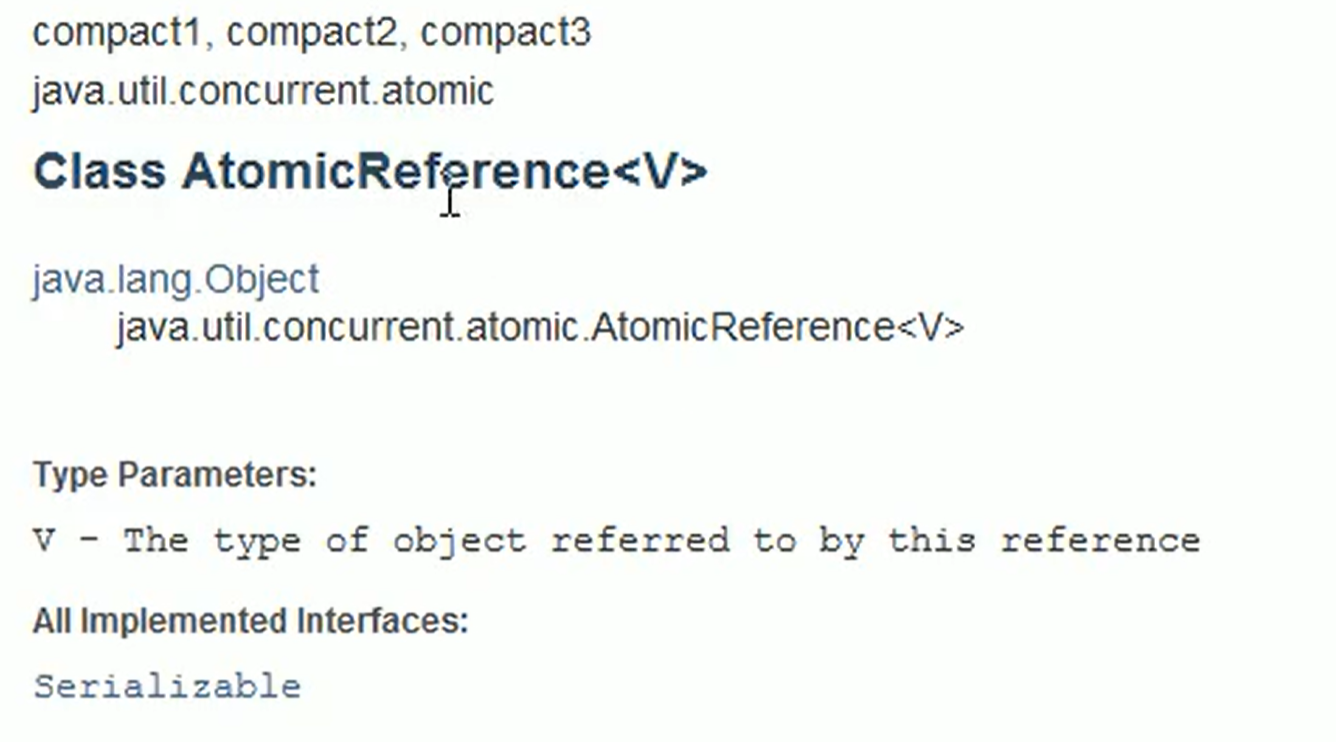 compact1, compact2, compact3
java.util.concurrent.atomic
Class AtomicReference<V>
java.lang.Object
java.util.concurrent.atomic.AtomicReference<V>
Type Parameters:
V - The type of object referred to by this reference
All Implemented Interfaces:
Serializable